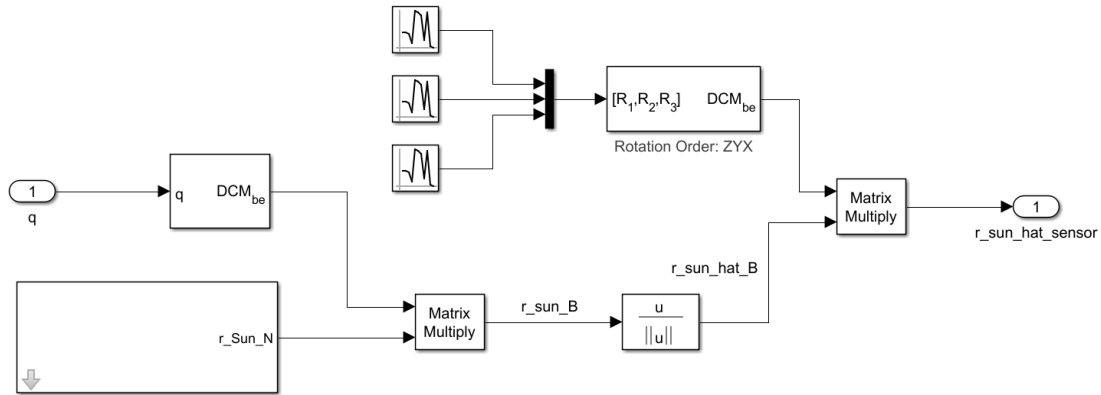 [R1,R2,R3] DCMbe
Rotation Order: ZYX
1
q
q DCMbe
Matrix
Multiply
1
r_sun_hat_sensor
r_sun_hat_B
r_Sun_N
Matrix
Multiply
r_sun_B
u
||u||